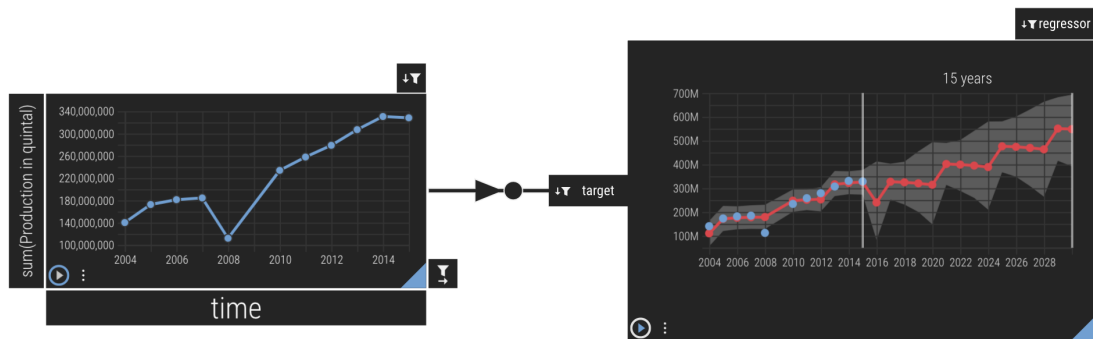 regressor
15 years
sum(Production in quintal)
340,000,000
300,000,000
260,000,000
220,000,000
180,000,000
140,000,000
100,000,000
2004 2006 2008 2010 2012 2014
time
target
700M
600M
500M
400M
300M
200M
100M
2004 2006 2008 2010 2012 2014 2016 2018 2020 2022 2024 2026 2028